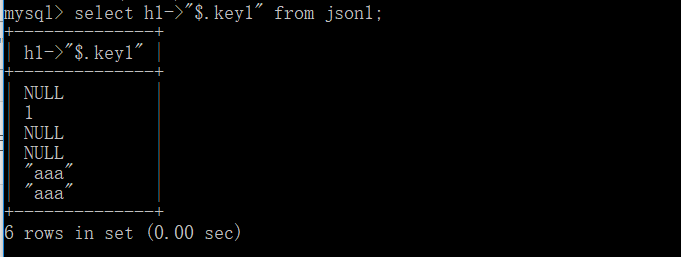 mysql> select h1->"$.key1" from json1;
+--------------+
| h1->"$.key1" |
+--------------+
| NULL         |
| 1            |
| NULL         |
| NULL         |
| "aaa"        |
| "aaa"        |
+--------------+
6 rows in set (0.00 sec)